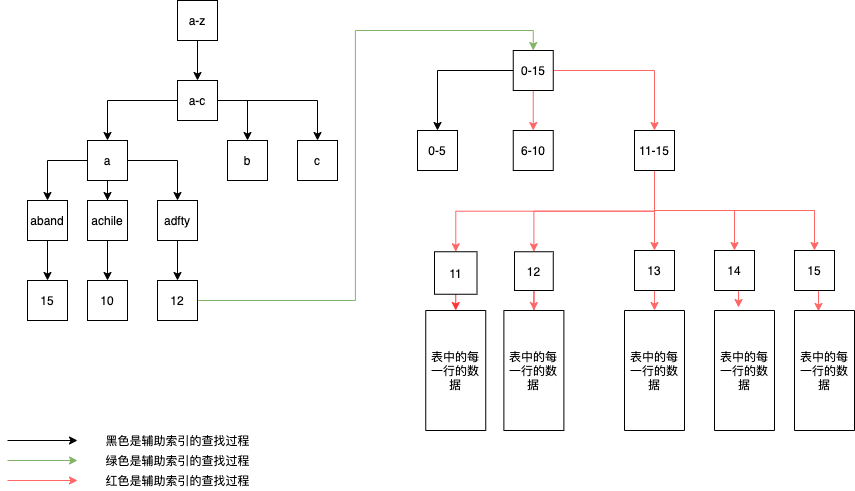 a-z
a-c
a
b
c
aband
achile
adfty
15
10
12
0-15
0-5
6-10
11-15
11
12
13
14
15
表中的每
一行的数
据
表中的每
一行的数
据
表中的每
一行的数
据
表中的每
一行的数
据
表中的每
一行的数
据
黑色是辅助索引的查找过程
绿色是辅助索引的查找过程
红色是辅助索引的查找过程